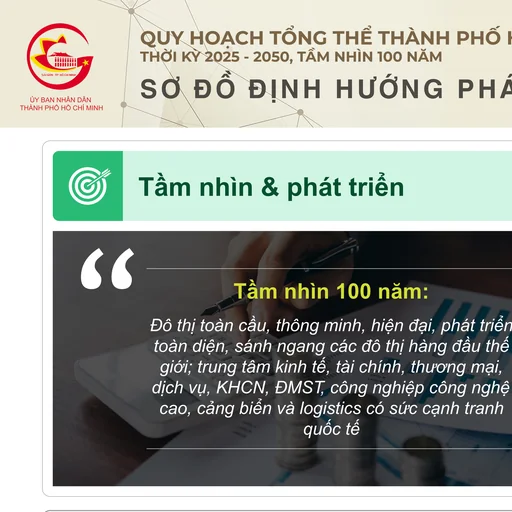 QUY HOẠCH TỔNG THỂ THÀNH PHỐ
THỜI KỲ 2025 - 2050, TẦM NHÌN 100 NĂM
SƠ ĐỒ ĐỊNH HƯỚNG PHÁ
ỦY BAN NHÂN DÂN
THÀNH PHỐ HỒ CHÍ MINH
Tầm nhìn & phát triển
Tầm nhìn 100 năm:
Đô thị toàn cầu, thông minh, hiện đại, phát triển
toàn diện, sánh ngang các đô thị hàng đầu thế
giới; trung tâm kinh tế, tài chính, thương mại,
dịch vụ, KHCN, ĐMST, công nghiệp công nghệ
cao, cảng biển và logistics có sức cạnh tranh
quốc tế